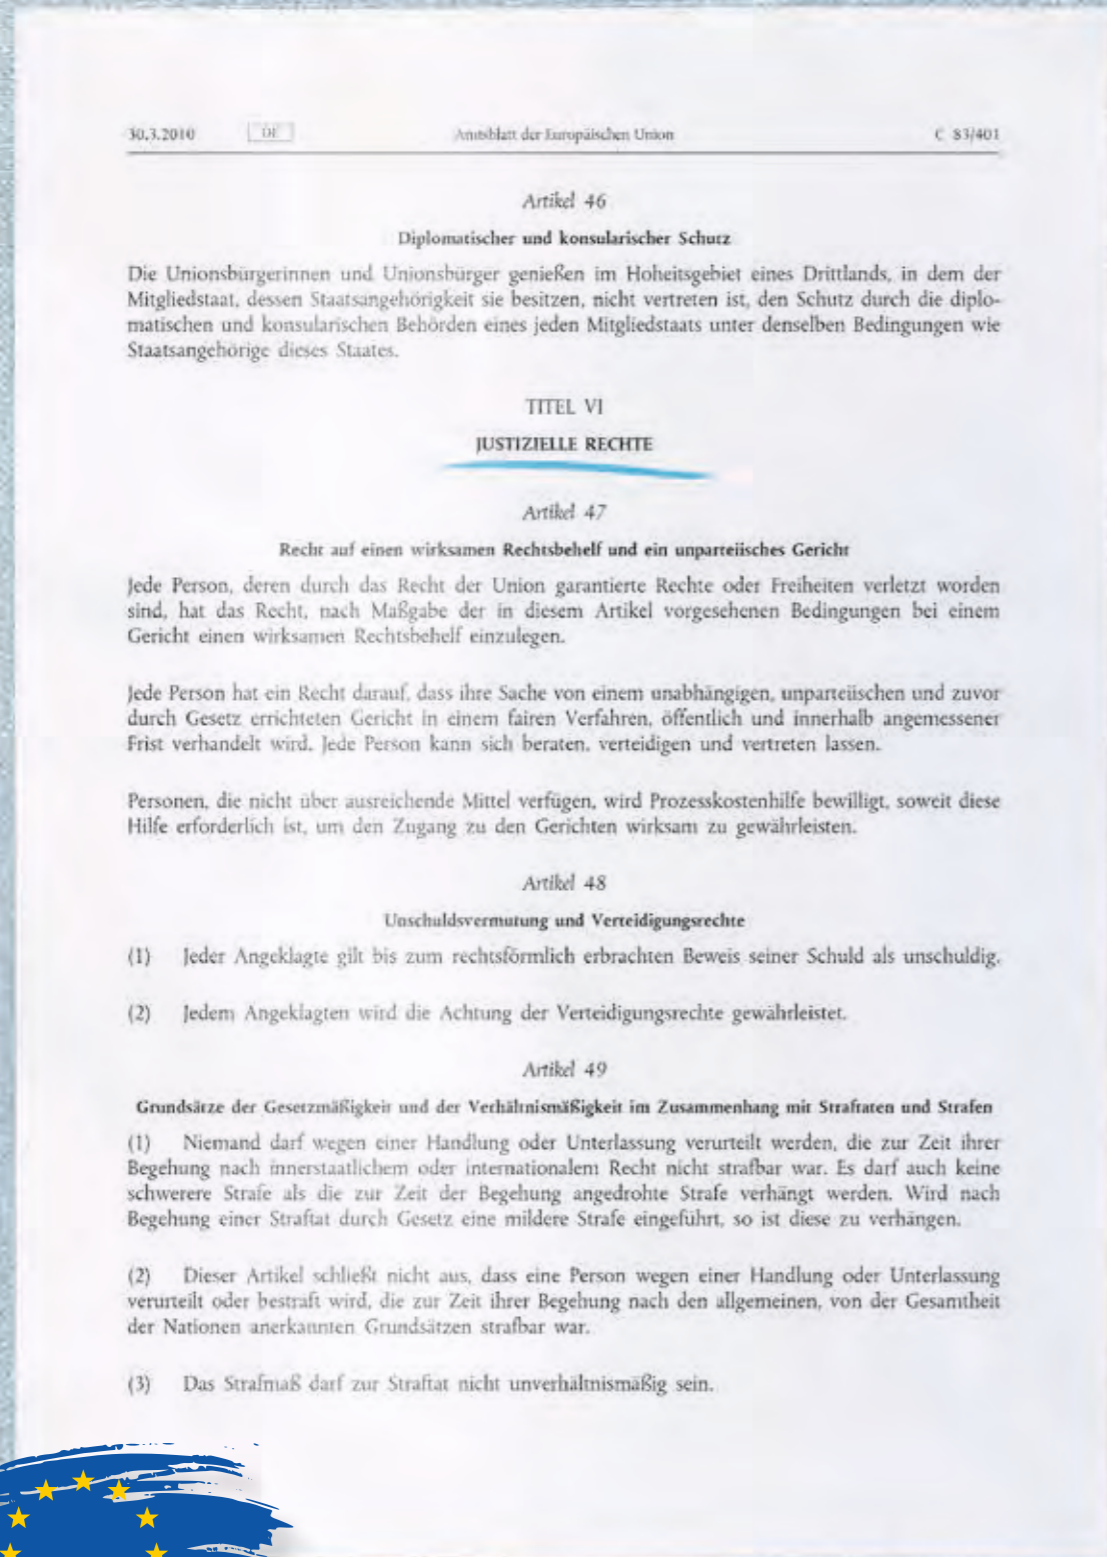 30.3.2010 DE Amtsblatt der Europäischen Union C 83/401
Artikel 46
Diplomatischer und konsularischer Schutz
Die Unionsbürgerinnen und Unionsbürger genießen im Hoheitsgebiet eines Drittlands, in dem der
Mitgliedstaat, dessen Staatsangehörigkeit sie besitzen, nicht vertreten ist, den Schutz durch die diplo-
matischen und konsularischen Behörden eines jeden Mitgliedstaats unter denselben Bedingungen wie
Staatsangehörige dieses Staates.
TITEL VI
JUSTIZIELLE RECHTE
Artikel 47
Recht auf einen wirksamen Rechtsbehelf und ein unparteiisches Gericht
Jede Person, deren durch das Recht der Union garantierte Rechte oder Freiheiten verletzt worden
sind, hat das Recht, nach Maßgabe der in diesem Artikel vorgesehenen Bedingungen bei einem
Gericht einen wirksamen Rechtsbehelf einzulegen.
Jede Person hat ein Recht darauf, dass ihre Sache von einem unabhängigen, unparteiischen und zuvor
durch Gesetz errichteten Gericht in einem fairen Verfahren, öffentlich und innerhalb angemessener
Frist verhandelt wird. Jede Person kann sich beraten, verteidigen und vertreten lassen.
Personen, die nicht über ausreichende Mittel verfügen, wird Prozesskostenhilfe bewilligt, soweit diese
Hilfe erforderlich ist, um den Zugang zu den Gerichten wirksam zu gewährleisten.
Artikel 48
Unschuldsvermutung und Verteidigungsrechte
(1) Jeder Angeklagte gilt bis zum rechtsförmlich erbrachten Beweis seiner Schuld als unschuldig.
(2) Jedem Angeklagten wird die Achtung der Verteidigungsrechte gewährleistet.
Artikel 49
Grundsätze der Gesetzmäßigkeit und der Verhältnismäßigkeit im Zusammenhang mit Straftaten und Strafen
(1) Niemand darf wegen einer Handlung oder Unterlassung verurteilt werden, die zur Zeit ihrer
Begehung nach innerstaatlichem oder internationalem Recht nicht strafbar war. Es darf auch keine
schwerere Strafe als die zur Zeit der Begehung angedrohte Strafe verhängt werden. Wird nach
Begehung einer Straftat durch Gesetz eine mildere Strafe eingeführt, so ist diese zu verhängen.
(2) Dieser Artikel schließt nicht aus, dass eine Person wegen einer Handlung oder Unterlassung
verurteilt oder bestraft wird, die zur Zeit ihrer Begehung nach den allgemeinen, von der Gesamtheit
der Nationen anerkannten Grundsätzen strafbar war.
(3) Das Strafmaß darf zur Straftat nicht unverhältnismäßig sein.